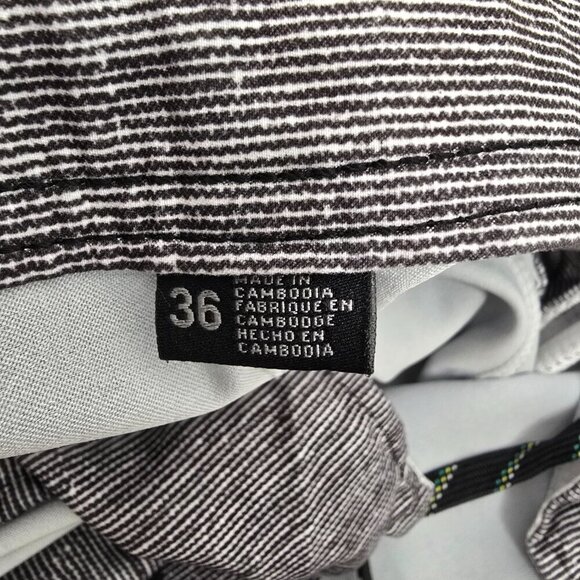 36
MADE IN
CAMBODIA
FABRIQUE EN
CAMBODGE
HECHO EN
CAMBODIA